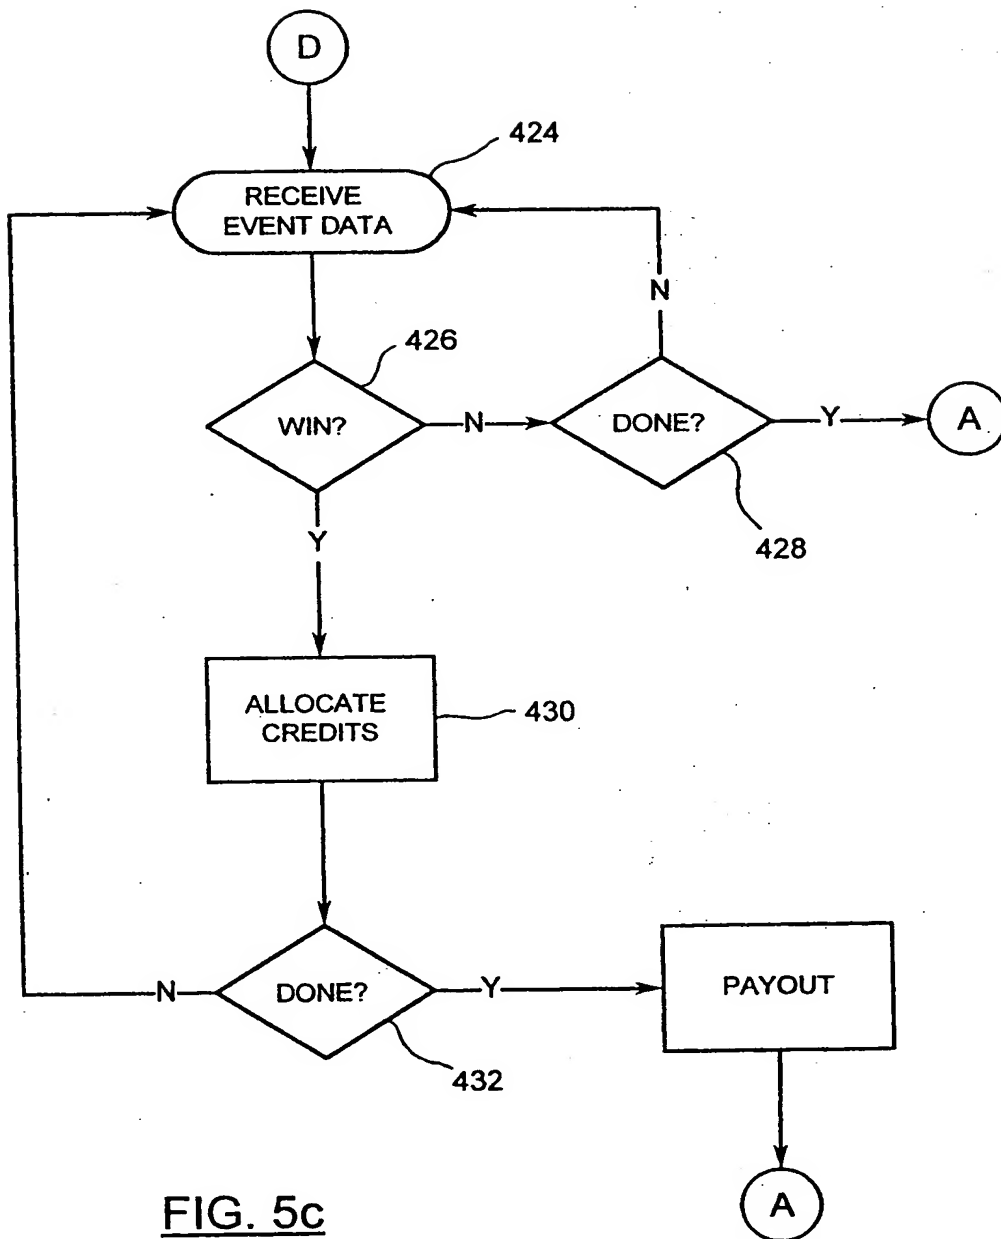 D
424
RECEIVE
EVENT DATA
N
426
WIN?
N
DONE?
Y
A
428
Y
ALLOCATE
CREDITS
430
N
DONE?
Y
PAYOUT
432
A
FIG. 5c